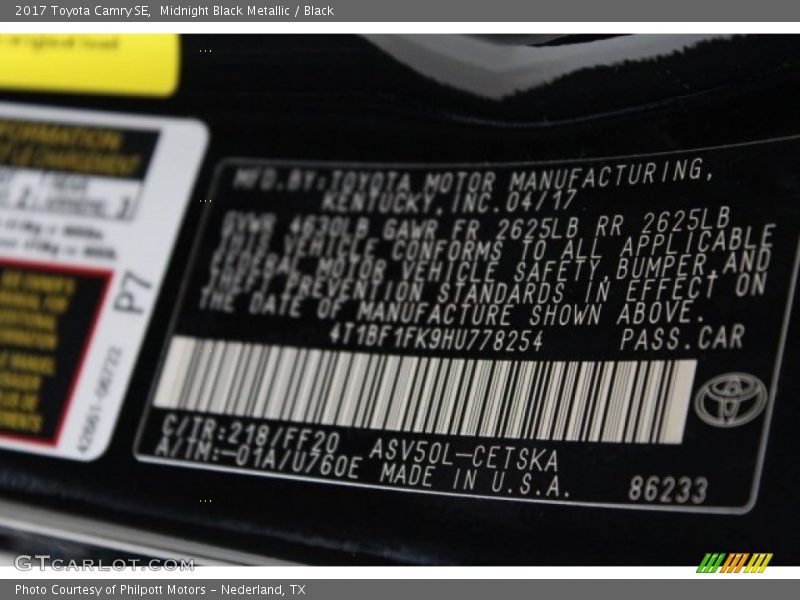 2017 Toyota Camry SE,  Midnight Black Metallic / Black
MFD.BY:TOYOTA MOTOR MANUFACTURING,
KENTUCKY,INC.04/17
GVWR 4630LB GAWR FR 2625LB RR 2625LB
THIS VEHICLE CONFORMS TO ALL APPLICABLE
FEDERAL MOTOR VEHICLE SAFETY,BUMPER,AND
THEFT PREVENTION STANDARDS IN EFFECT ON
THE DATE OF MANUFACTURE SHOWN ABOVE.
4T1BF1FK9HU778254 PASS.CAR
C/TR:218/FF20 ASV50L-CETSKA
A/TM:-01A/U760E MADE IN U.S.A.
86233
P7
42661-06722
GTCARLOT.COM
Photo Courtesy of Philpott Motors - Nederland, TX